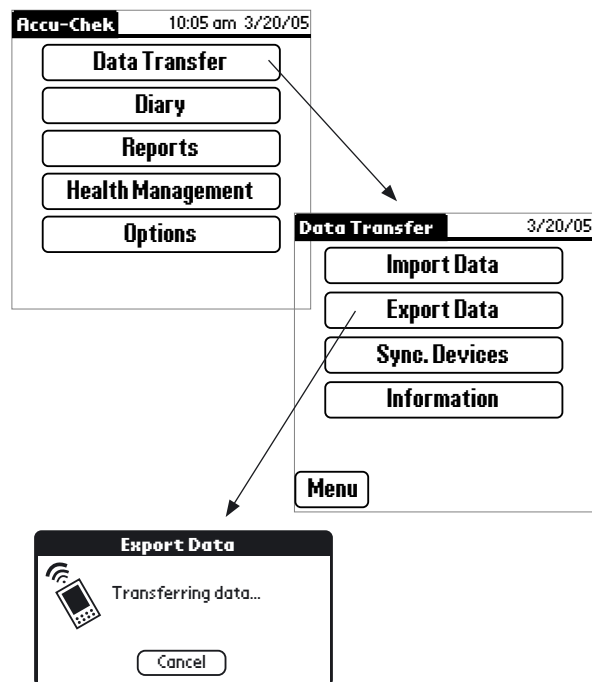 Accu-Chek 10:05 am 3/20/05
Data Transfer
Diary
Reports
Health Management
Options
Data Transfer 3/20/05
Import Data
Export Data
Sync. Devices
Information
Menu
Export Data
Transferring data...
Cancel